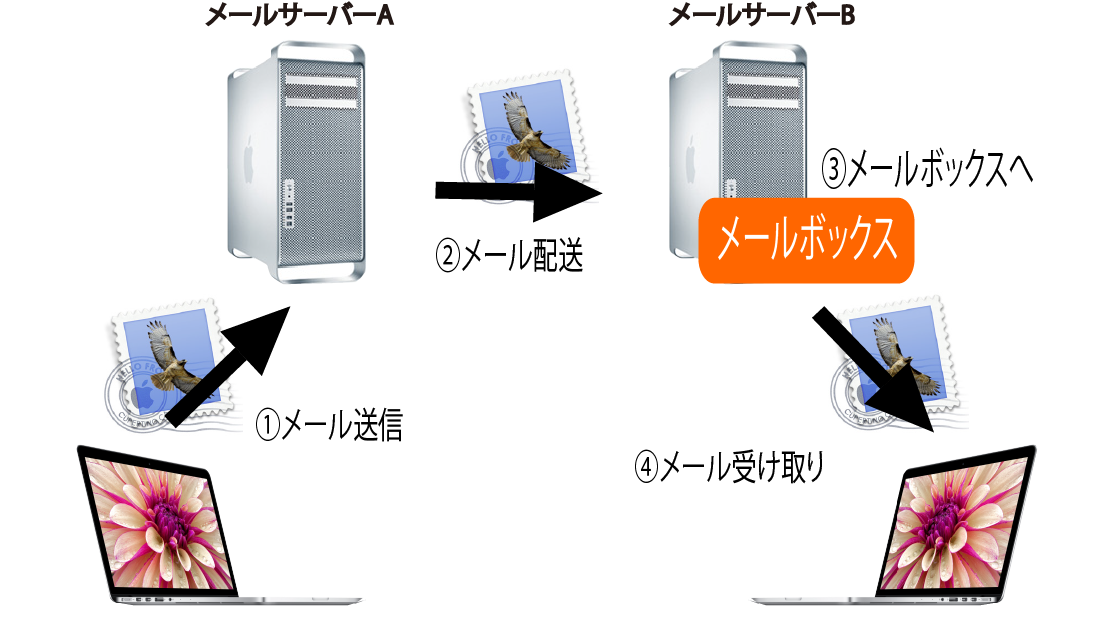 メールサーバーA
メールサーバーB
③メールボックスへ
メールボックス
②メール配送
①メール送信
④メール受け取り